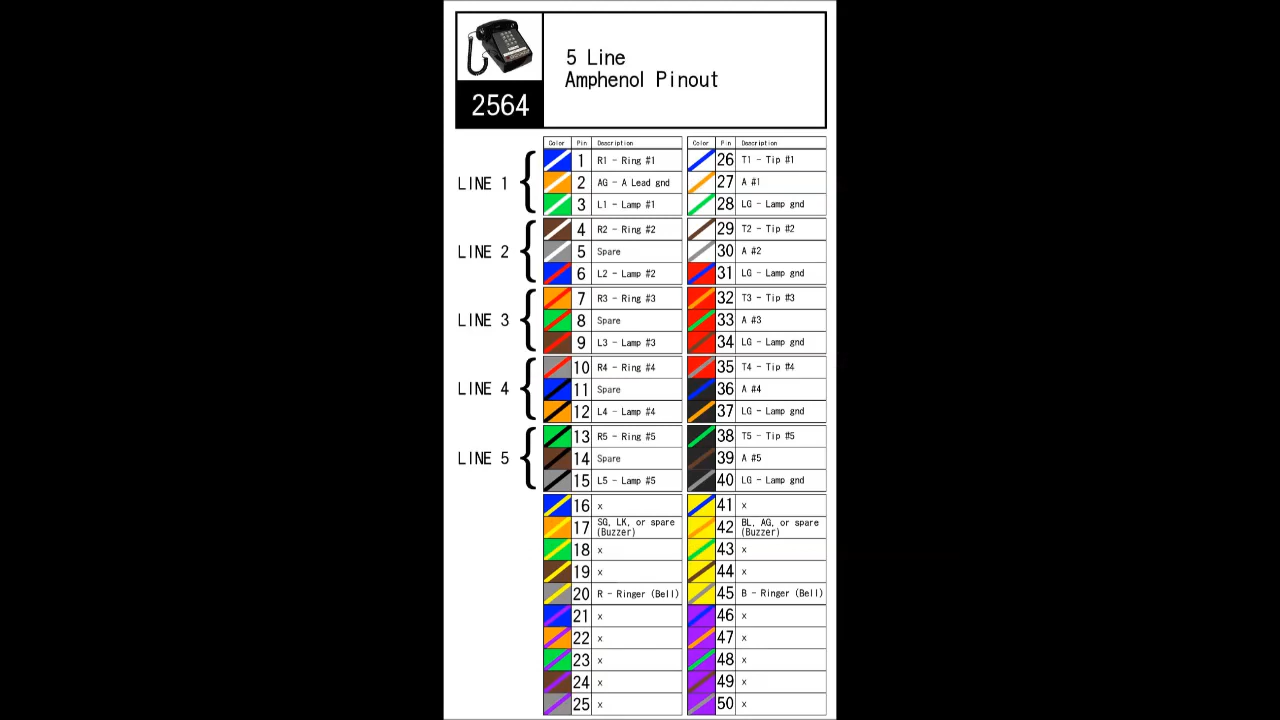 5 Line
Amphenol Pinout
2564
Color Pin Description Color Pin Description
LINE 1
1 R1 - Ring #1 26 T1 - Tip #1
2 AG - A Lead gnd 27 A #1
3 L1 - Lamp #1 28 LG - Lamp gnd
LINE 2
4 R2 - Ring #2 29 T2 - Tip #2
5 Spare 30 A #2
6 L2 - Lamp #2 31 LG - Lamp gnd
LINE 3
7 R3 - Ring #3 32 T3 - Tip #3
8 Spare 33 A #3
9 L3 - Lamp #3 34 LG - Lamp gnd
LINE 4
10 R4 - Ring #4 35 T4 - Tip #4
11 Spare 36 A #4
12 L4 - Lamp #4 37 LG - Lamp gnd
LINE 5
13 R5 - Ring #5 38 T5 - Tip #5
14 Spare 39 A #5
15 L5 - Lamp #5 40 LG - Lamp gnd
16 x 41 x
17 SG, LK, or spare (Buzzer) 42 BL, AG, or spare (Buzzer)
18 x 43 x
19 x 44 x
20 R - Ringer (Bell) 45 B - Ringer (Bell)
21 x 46 x
22 x 47 x
23 x 48 x
24 x 49 x
25 x 50 x